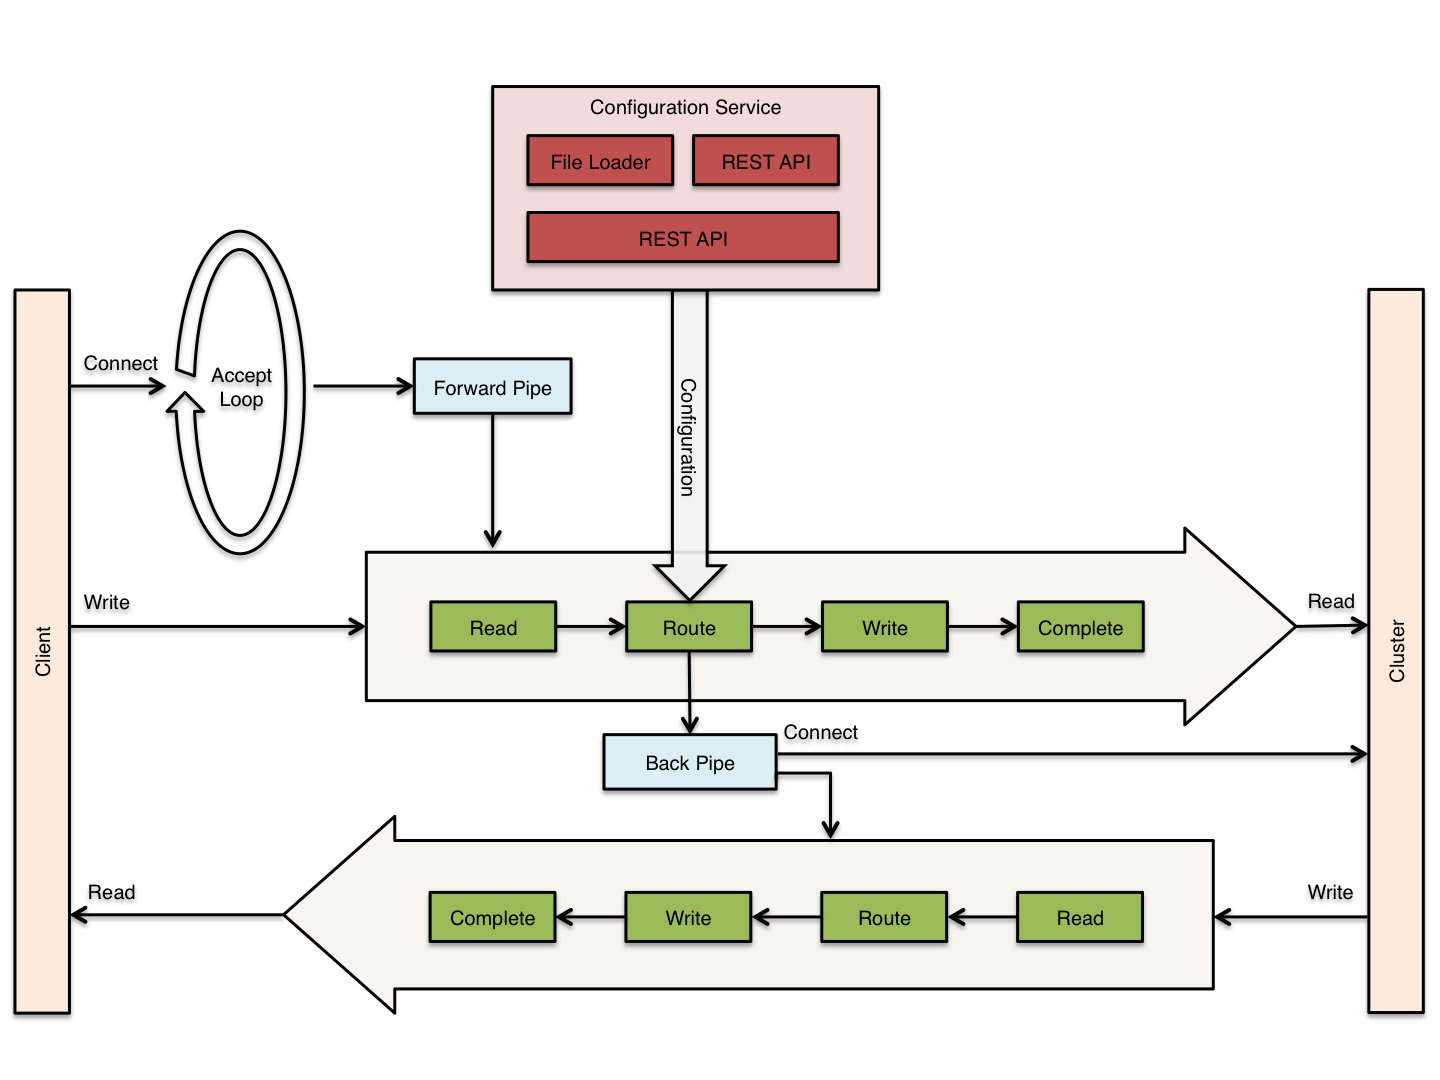 Configuration Service
File Loader
REST API
REST API
Connect
Accept
Loop
Forward Pipe
Configuration
Write
Read
Route
Write
Complete
Read
Client
Cluster
Back Pipe
Connect
Read
Complete
Write
Route
Read
Write